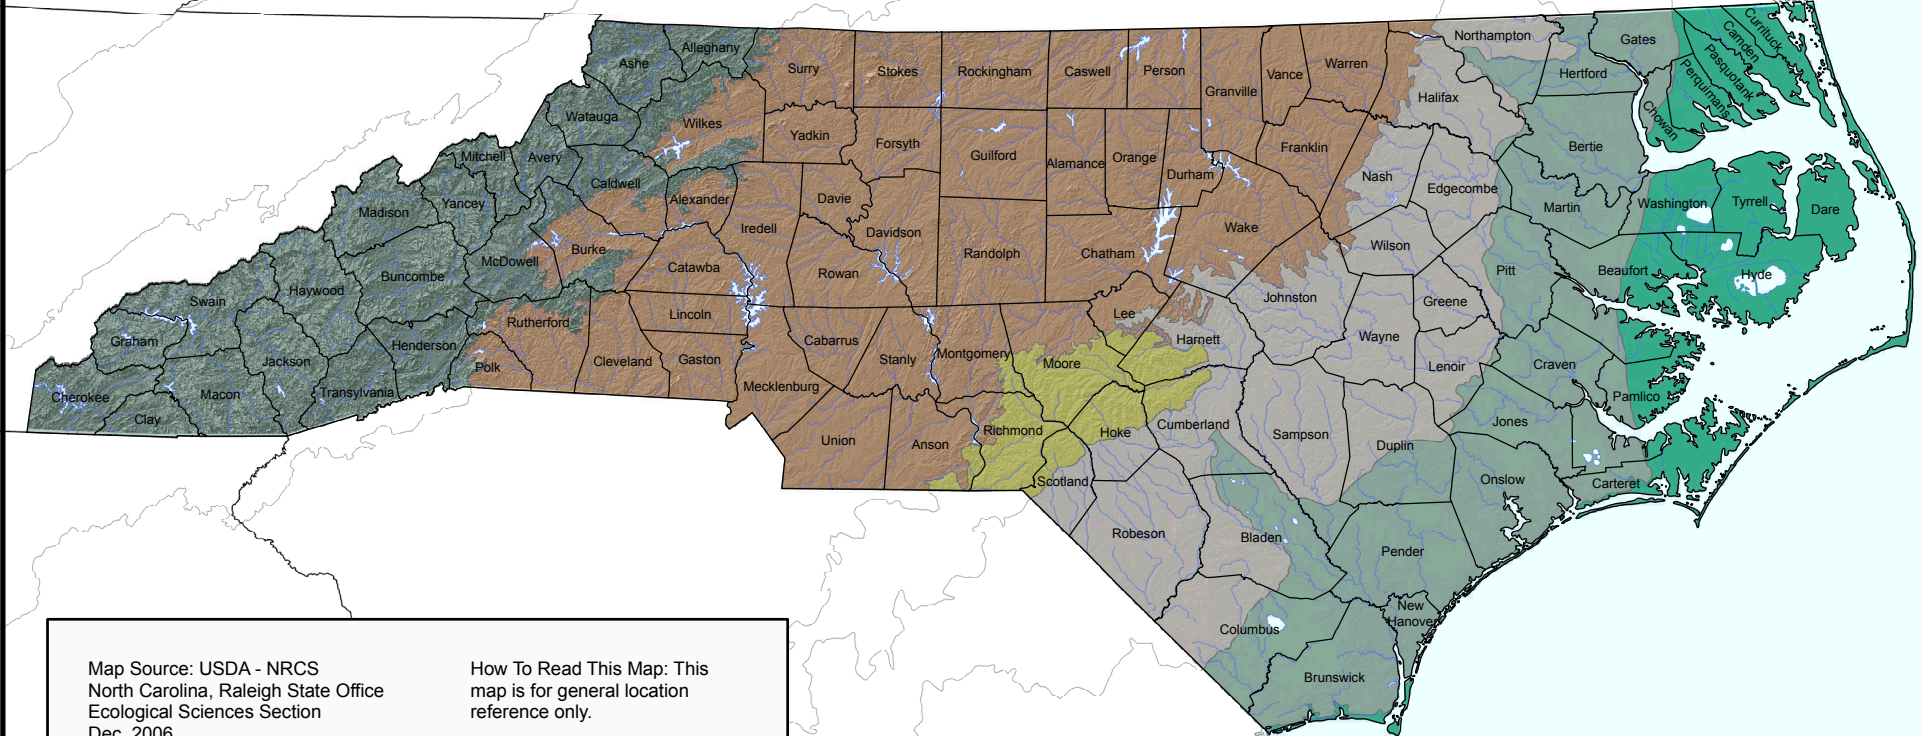 Alleghany
Ashe
Surry
Stokes
Rockingham
Caswell
Person
Granville
Vance
Warren
Northampton
Gates
Currituck
Camden
Pasquotank
Perquimans
Chowan
Hertford
Halifax
Watauga
Wilkes
Yadkin
Forsyth
Guilford
Alamance
Orange
Durham
Franklin
Nash
Edgecombe
Bertie
Martin
Washington
Tyrrell
Dare
Mitchell
Avery
Caldwell
Alexander
Davie
Iredell
Davidson
Madison
Yancey
Burke
McDowell
Catawba
Rowan
Randolph
Chatham
Wake
Wilson
Pitt
Beaufort
Hyde
Buncombe
Haywood
Swain
Graham
Jackson
Henderson
Rutherford
Lincoln
Cabarrus
Stanly
Montgomery
Lee
Moore
Harnett
Johnston
Greene
Wayne
Lenoir
Craven
Pamlico
Cherokee
Clay
Macon
Transylvania
Polk
Cleveland
Gaston
Mecklenburg
Union
Anson
Richmond
Hoke
Cumberland
Sampson
Duplin
Jones
Onslow
Carteret
Scotland
Robeson
Bladen
Pender
New
Hanover
Columbus
Brunswick
Map Source: USDA - NRCS
North Carolina, Raleigh State Office
Ecological Sciences Section
Dec. 2006
How To Read This Map: This
map is for general location
reference only.